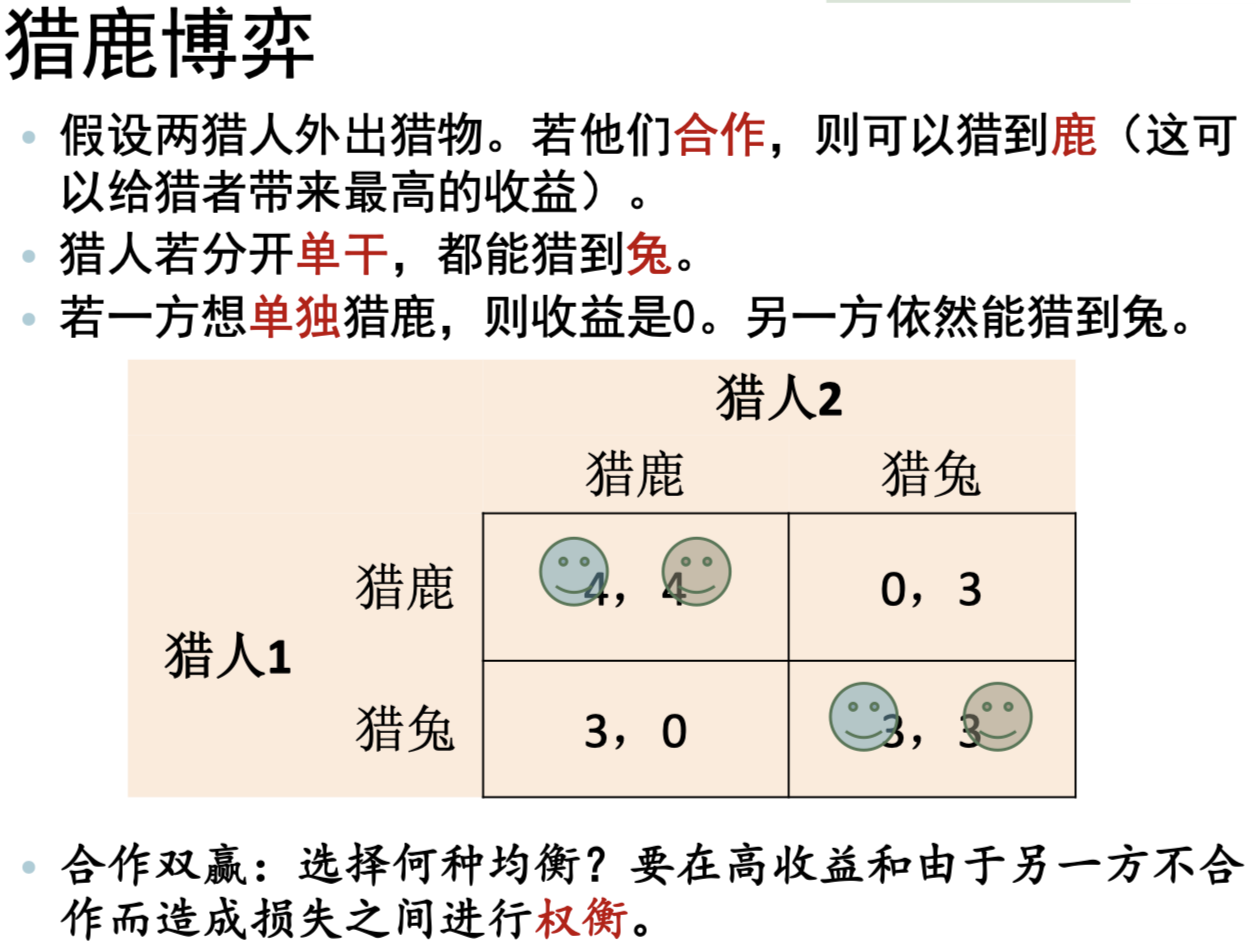 猎鹿博弈
假设两猎人外出猎物。若他们合作，则可以猎到鹿（这可
以给猎者带来最高的收益）。
猎人若分开单干，都能猎到兔。
若一方想单独猎鹿，则收益是0。另一方依然能猎到兔。
猎人2
猎鹿 猎兔
猎鹿 4，4 0，3
猎人1
猎兔 3，0 3，3
合作双赢：选择何种均衡？要在高收益和由于另一方不合
作而造成损失之间进行权衡。